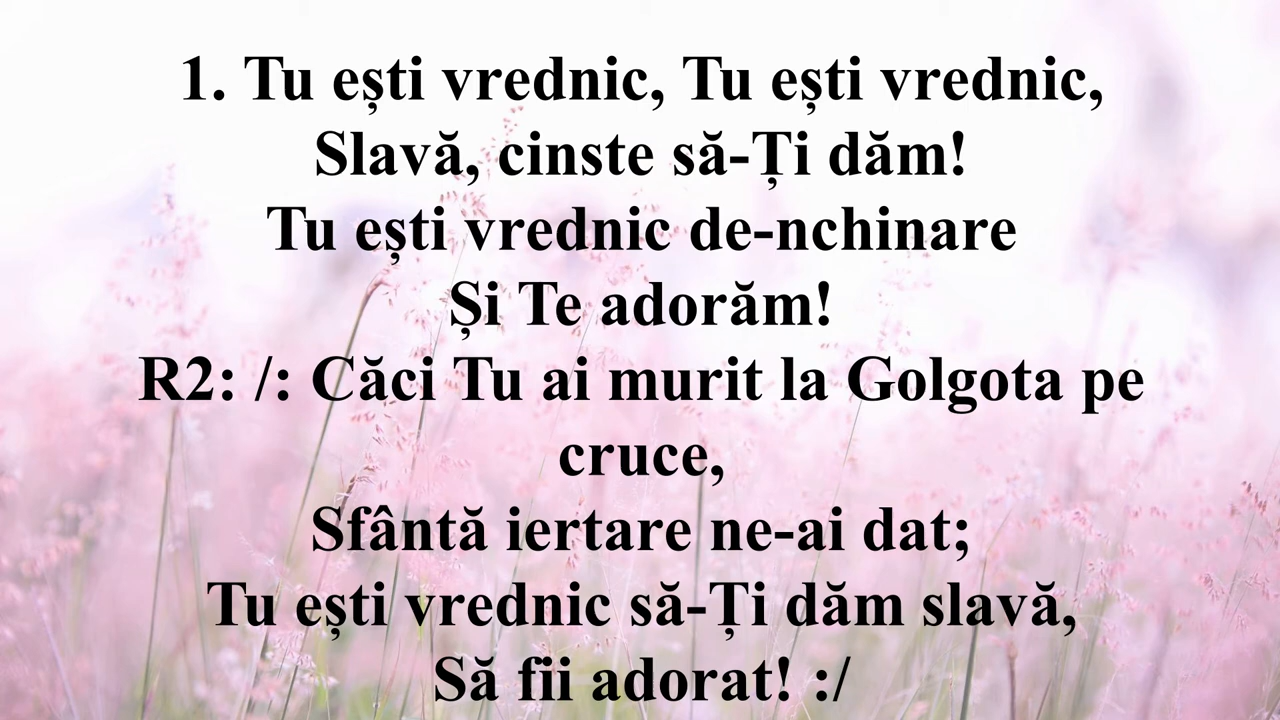 1. Tu ești vrednic, Tu ești vrednic,
Slavă, cinste să-Ți dăm!
Tu ești vrednic de-nchinare
Și Te adorăm!
R2: /: Căci Tu ai murit la Golgota pe
cruce,
Sfântă iertare ne-ai dat;
Tu ești vrednic să-Ți dăm slavă,
Să fii adorat! :/